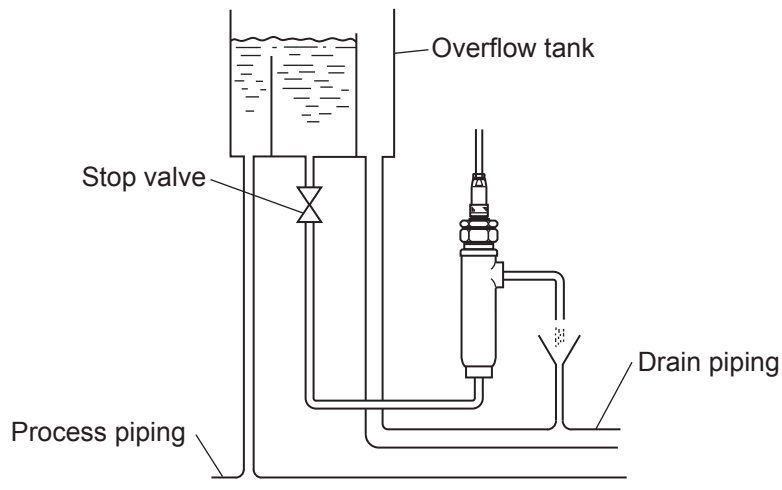 Overflow tank
Stop valve
Drain piping
Process piping